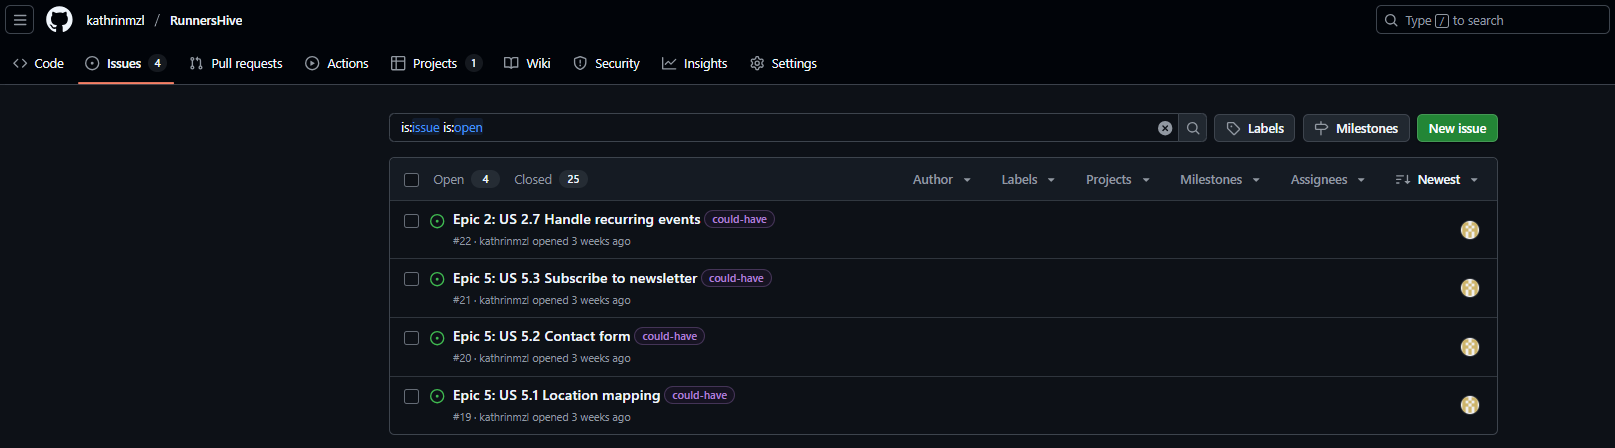 kathrinmzl / RunnersHive
Type / to search
Code Issues 4 Pull requests Actions Projects 1 Wiki Security Insights Settings
is:issue is:open
Labels Milestones New issue
Open 4 Closed 25 Author Labels Projects Milestones Assignees Newest
Epic 2: US 2.7 Handle recurring events could-have
#22 · kathrinmzl opened 3 weeks ago
Epic 5: US 5.3 Subscribe to newsletter could-have
#21 · kathrinmzl opened 3 weeks ago
Epic 5: US 5.2 Contact form could-have
#20 · kathrinmzl opened 3 weeks ago
Epic 5: US 5.1 Location mapping could-have
#19 · kathrinmzl opened 3 weeks ago